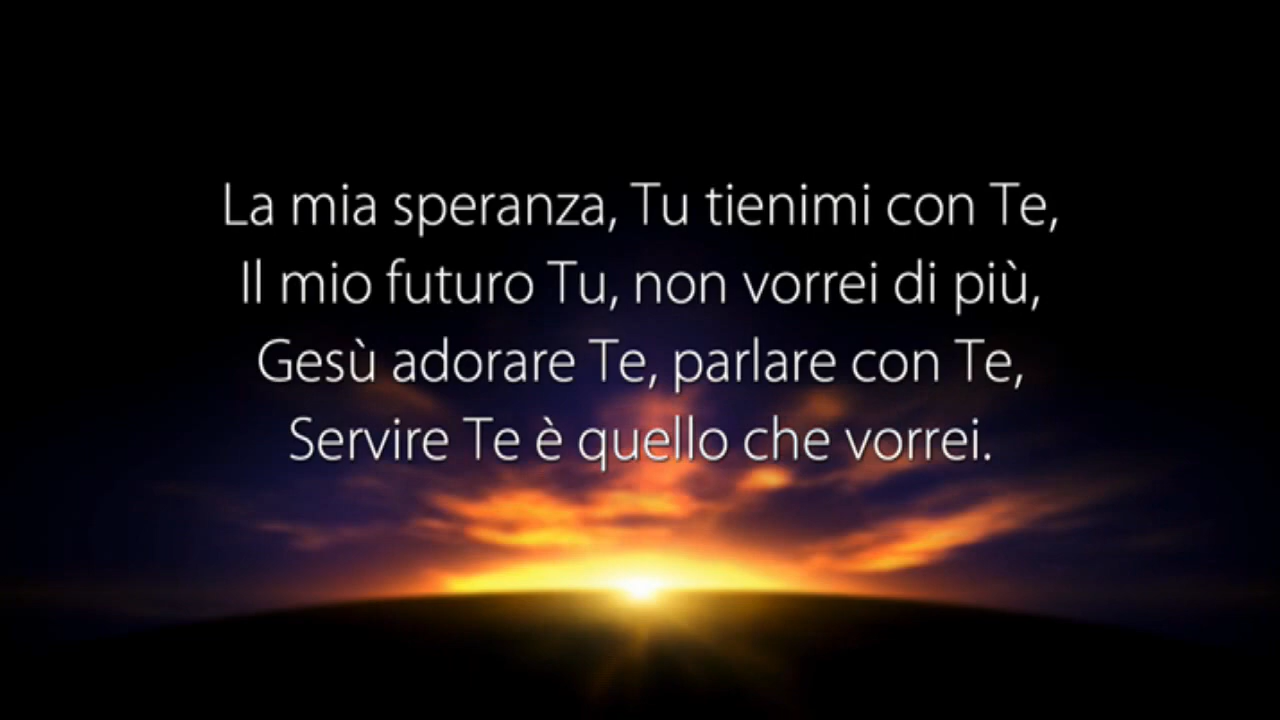 La mia speranza, Tu tienimi con Te,
Il mio futuro Tu, non vorrei di più,
Gesù adorare Te, parlare con Te,
Servire Te è quello che vorrei.